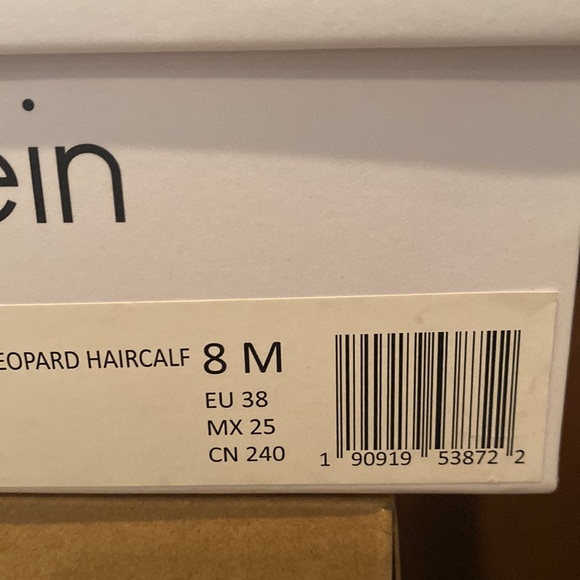 ein
EOPARD HAIRCALF 8 M
EU 38
MX 25
CN 240
1 90919 53872 2